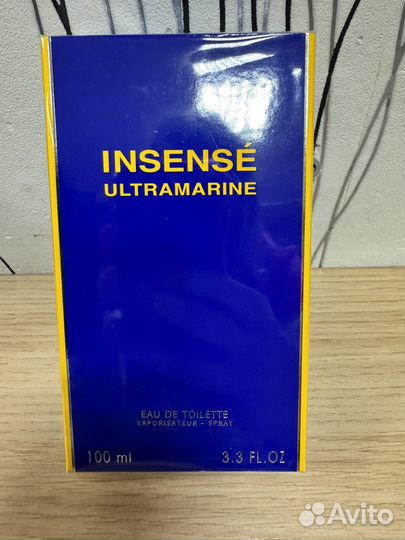 INSENSÉ
ULTRAMARINE
EAU DE TOILETTE
VAPORISATEUR - SPRAY
100 ml 3.3 FL.OZ
Avito